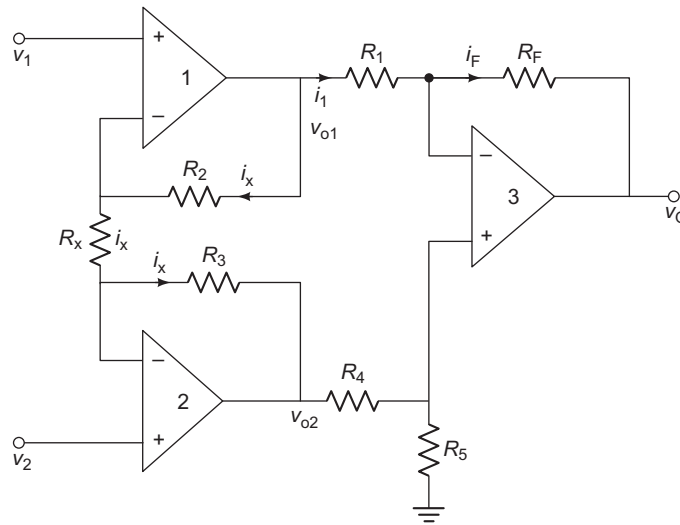 v1
+
1
−
R1
i1
vo1
iF
RF
R2
ix
Rx
ix
−
3
+
vo
ix
R3
−
2
+
v2
vo2
R4
R5